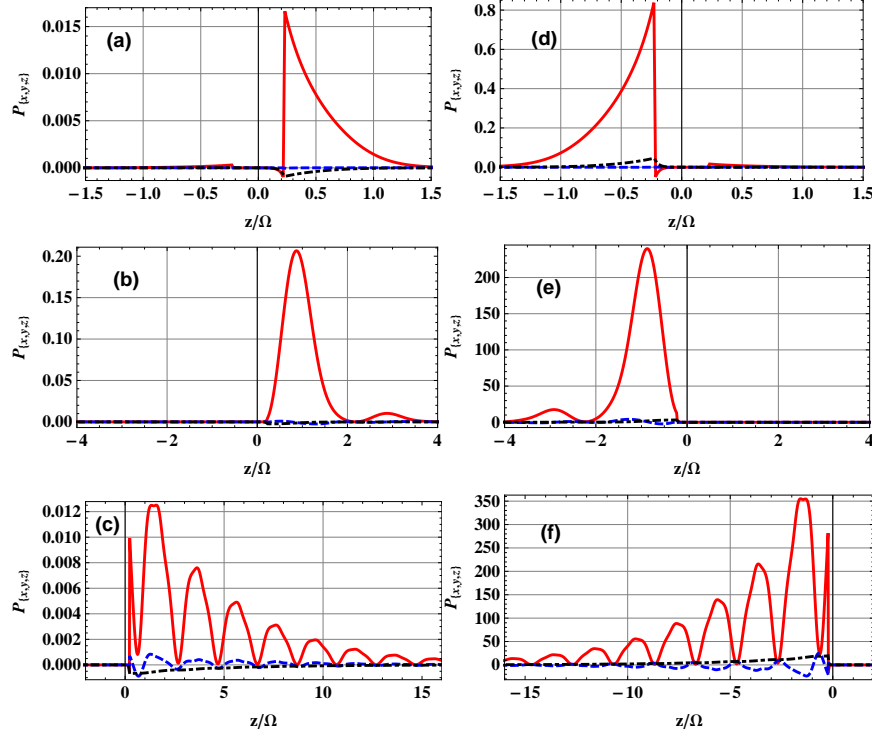 (a)
P{x,y,z}
0.015
0.010
0.005
0.000
−1.5 −1.0 −0.5 0.0 0.5 1.0 1.5
z/Ω
(d)
P{x,y,z}
0.8
0.6
0.4
0.2
0.0
−1.5 −1.0 −0.5 0.0 0.5 1.0 1.5
z/Ω
(b)
P{x,y,z}
0.20
0.15
0.10
0.05
0.00
−4 −2 0 2 4
z/Ω
(e)
P{x,y,z}
200
150
100
50
0
−4 −2 0 2 4
z/Ω
(c)
P{x,y,z}
0.012
0.010
0.008
0.006
0.004
0.002
0.000
0 5 10 15
z/Ω
(f)
P{x,y,z}
350
300
250
200
150
100
50
0
−15 −10 −5 0
z/Ω